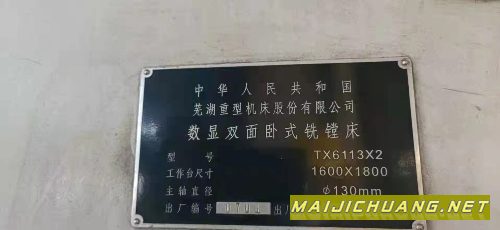 中华人民共和国
芜湖重型机床股份有限公司
数显双面卧式铣镗床
型号 TX6113X2
工作台尺寸 1600X1800
主轴直径 φ130mm
出厂编号 出厂
MAIJICHUANG.NET